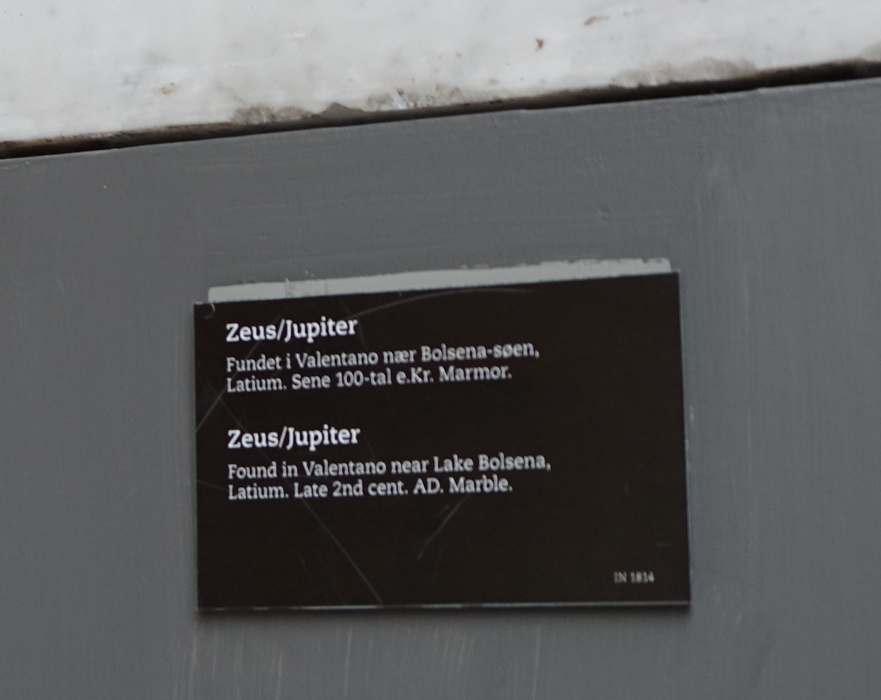 Zeus/Jupiter
Fundet i Valentano nær Bolsena-søen,
Latium. Sene 100-tal e.Kr. Marmor.
Zeus/Jupiter
Found in Valentano near Lake Bolsena,
Latium. Late 2nd cent. AD. Marble.
IN 1814